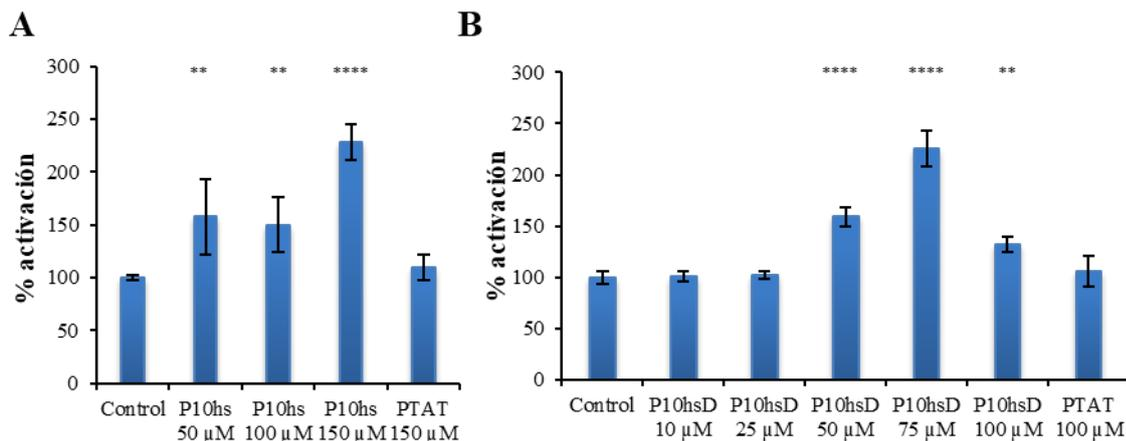 A
B
% activación
300
250
200
150
100
50
0
** ** ****
Control P10hs P10hs P10hs PTAT
50 µM 100 µM 150 µM 150 µM
% activación
300
250
200
150
100
50
0
**** **** **
Control P10hsD P10hsD P10hsD P10hsD P10hsD PTAT
10 µM 25 µM 50 µM 75 µM 100 µM 100 µM